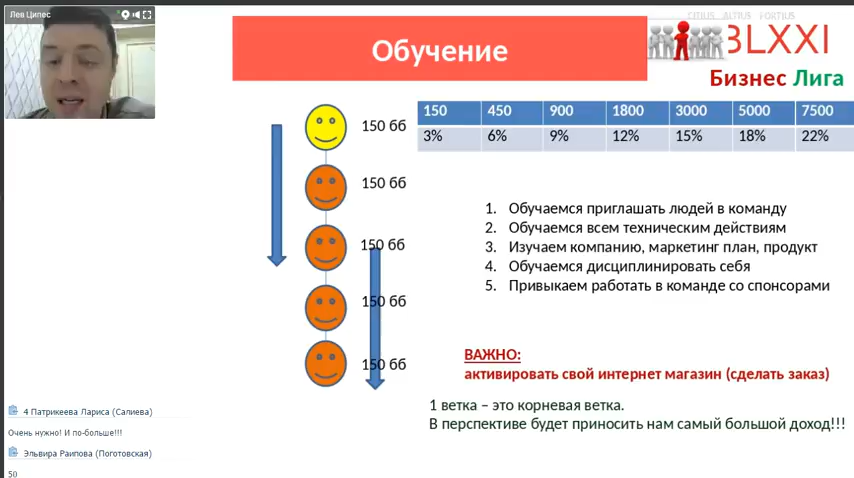 Лев Ципес
Обучение
CITIUS ALTIUS FORTIUS
BLXXI
Бизнес Лига
150 450 900 1800 3000 5000 7500
3% 6% 9% 12% 15% 18% 22%
150 бб
150 бб
150 бб
150 бб
150 бб
1. Обучаемся приглашать людей в команду
2. Обучаемся всем техническим действиям
3. Изучаем компанию, маркетинг план, продукт
4. Обучаемся дисциплинировать себя
5. Привыкаем работать в команде со спонсорами
ВАЖНО:
активировать свой интернет магазин (сделать заказ)
1 ветка – это корневая ветка.
В перспективе будет приносить нам самый большой доход!!!
4 Патрикеева Лариса (Салиева)
Очень нужно! И по-больше!!!
Эльвира Раипова (Поготовская)
50